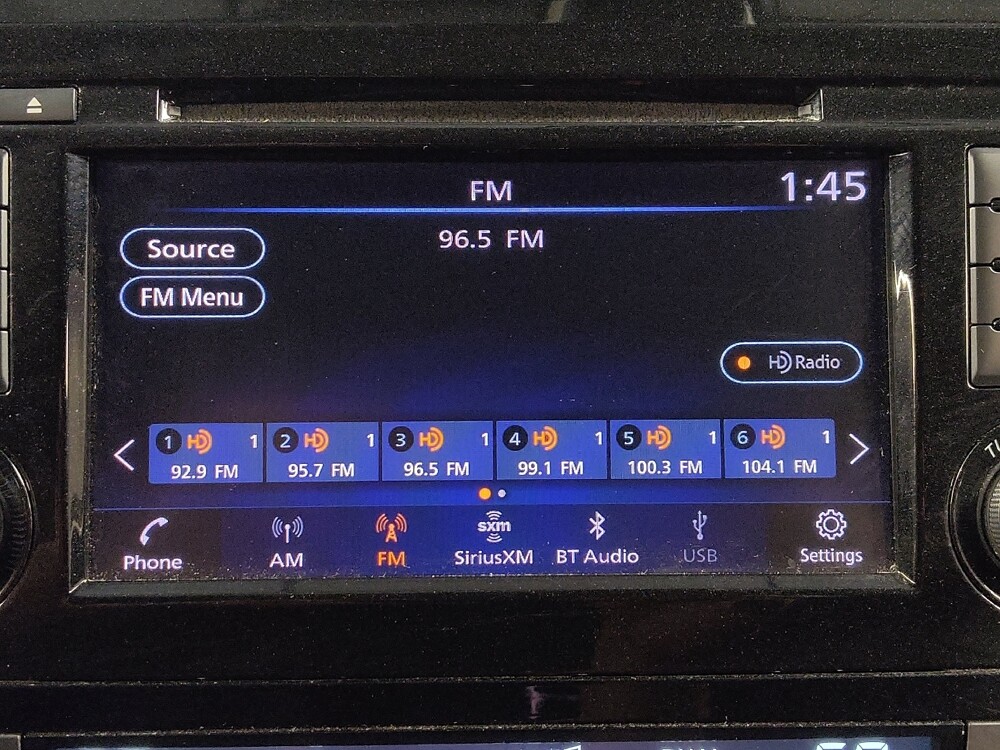 FM
1:45
96.5 FM
Source
FM Menu
HD Radio
1 HD 1
92.9 FM
2 HD 1
95.7 FM
3 HD 1
96.5 FM
4 HD 1
99.1 FM
5 HD 1
100.3 FM
6 HD 1
104.1 FM
Phone
AM
FM
sxm
SiriusXM
BT Audio
USB
Settings